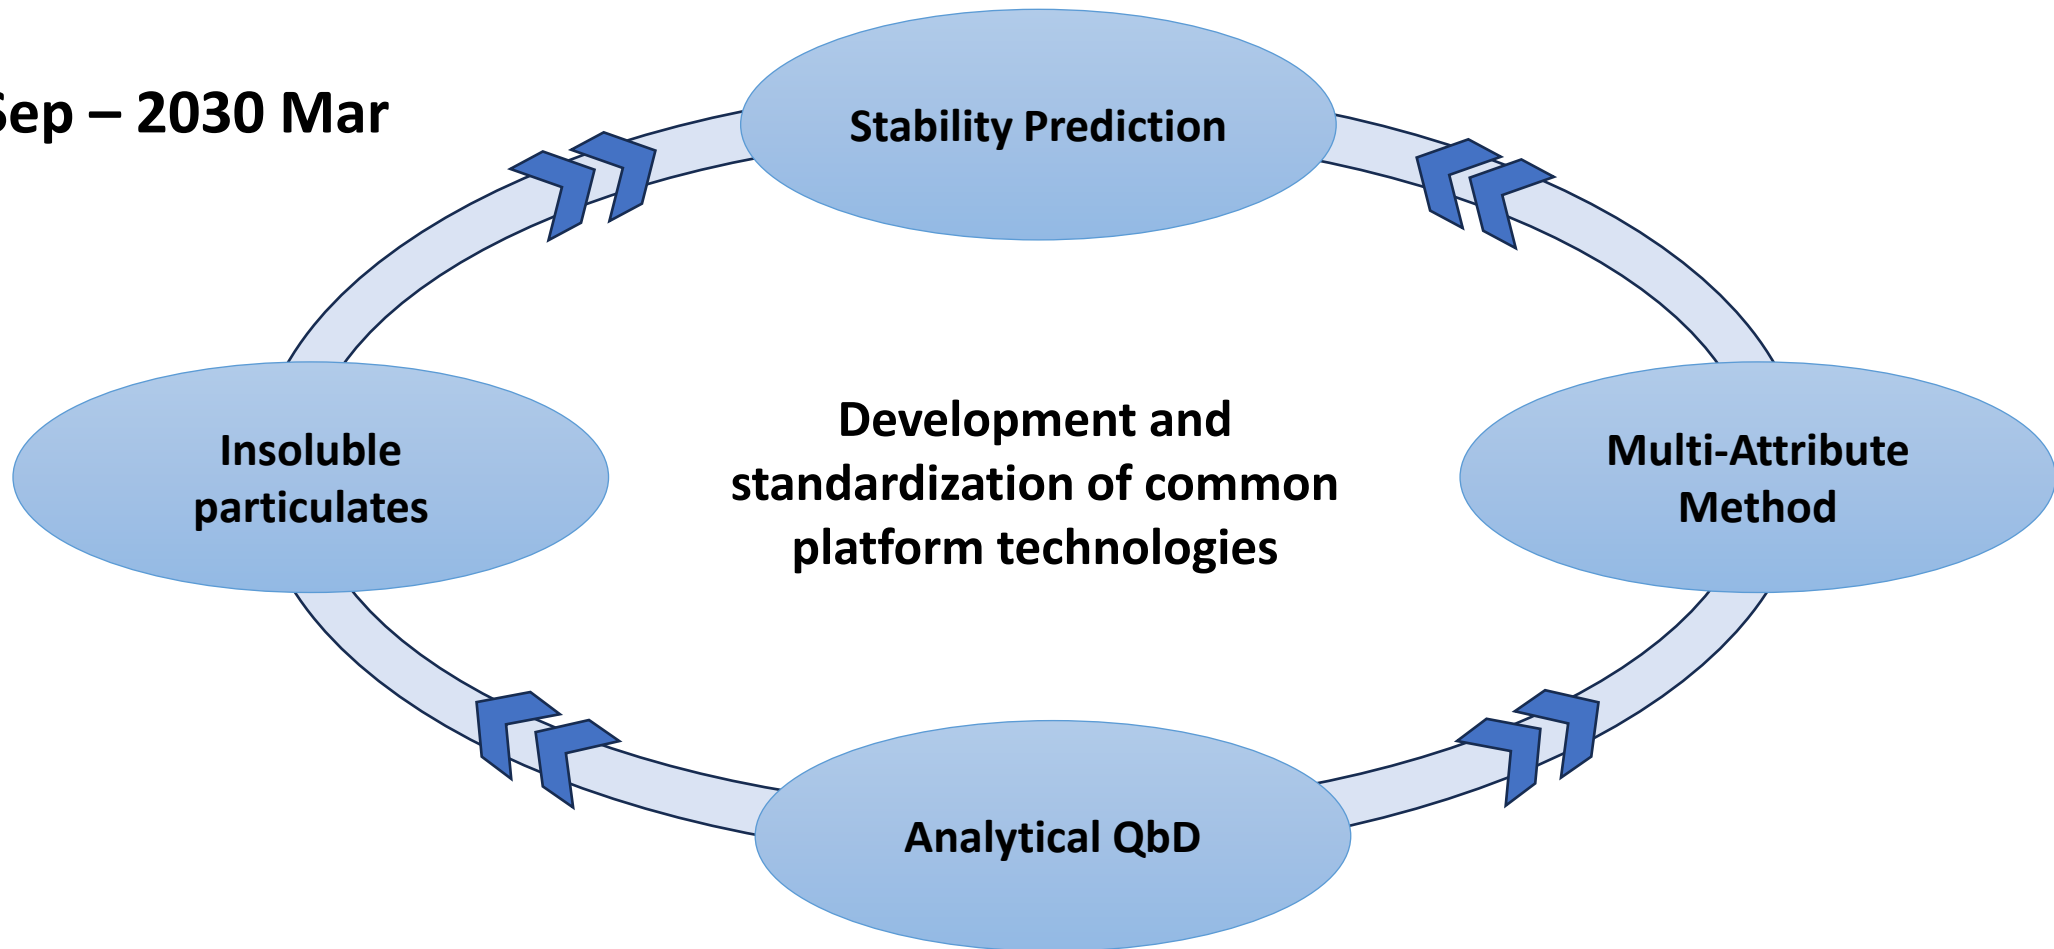 Sep – 2030 Mar
Stability Prediction
Insoluble
particulates
Development and
standardization of common
platform technologies
Multi-Attribute
Method
Analytical QbD